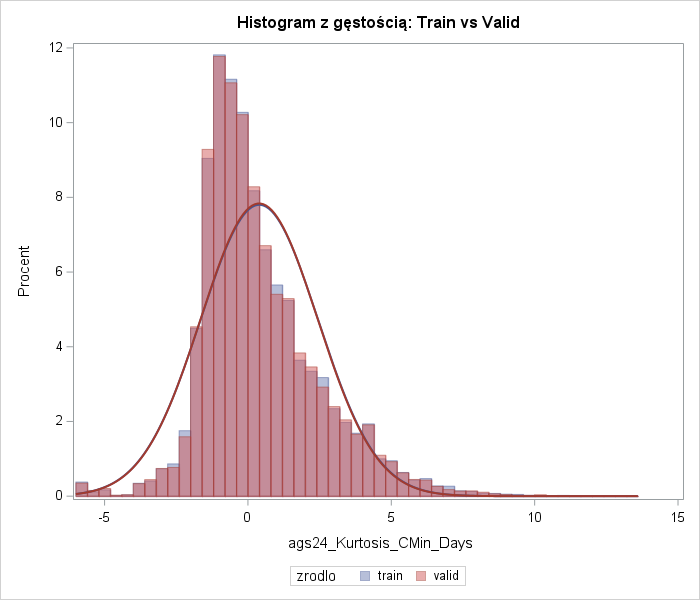 Histogram z gęstością: Train vs Valid
12
10
8
6
4
2
0
Procent
-5 0 5 10 15
ags24_Kurtosis_CMin_Days
zrodlo train valid